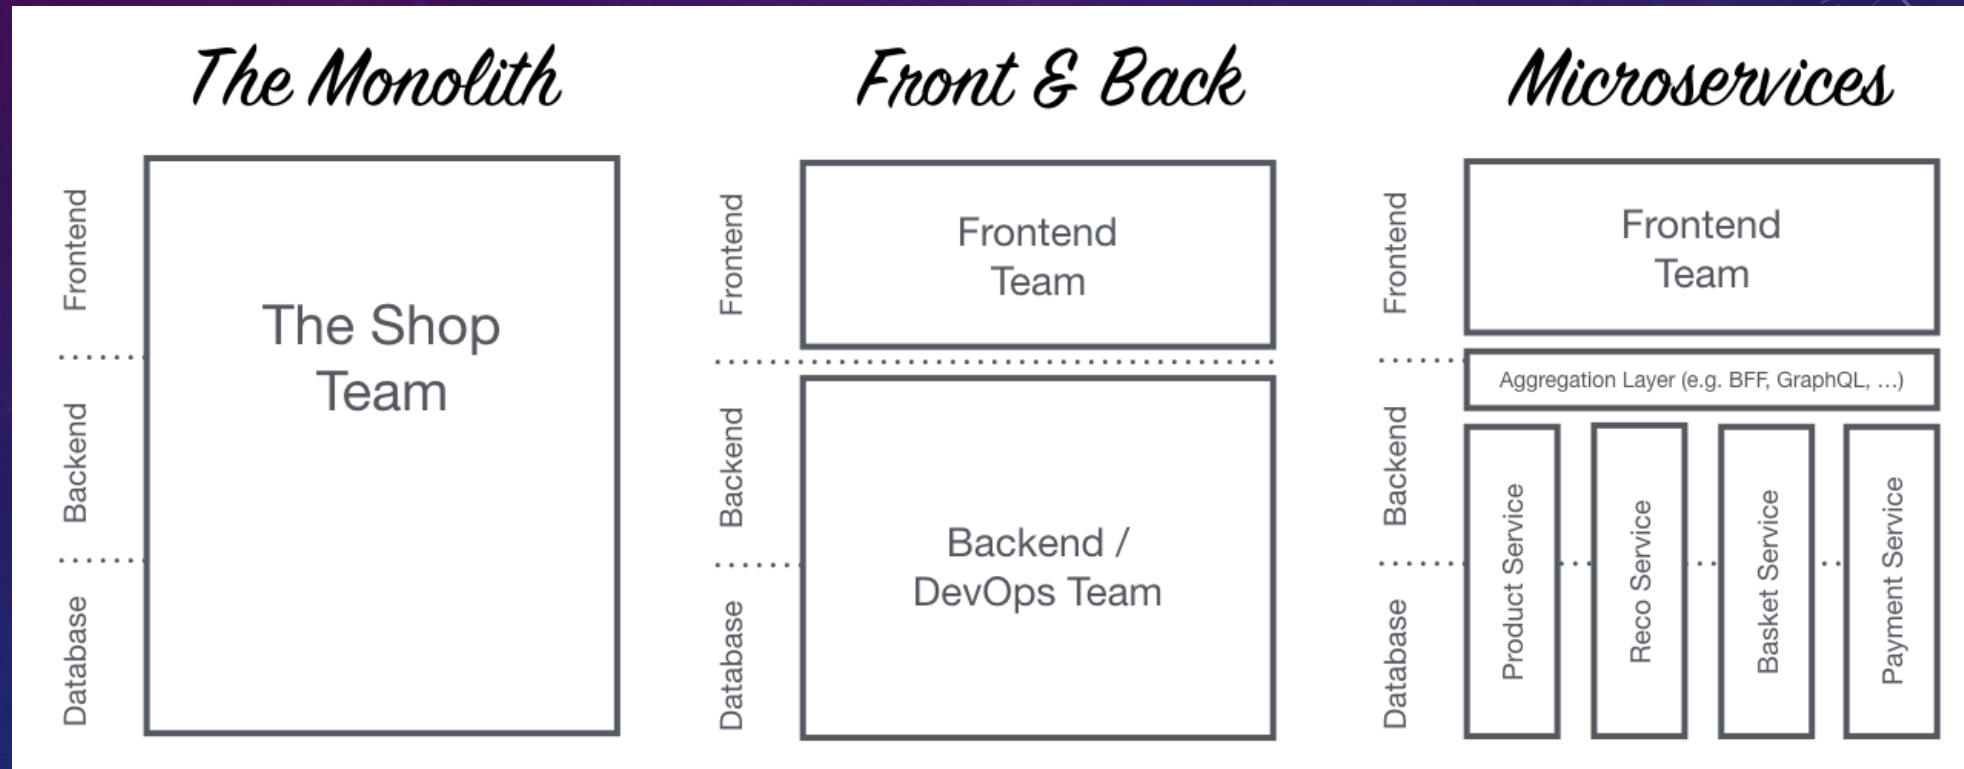 The Monolith
Frontend
Backend
Database
The Shop
Team
Front & Back
Frontend
Backend
Database
Frontend
Team
Backend /
DevOps Team
Microservices
Frontend
Backend
Database
Frontend
Team
Aggregation Layer (e.g. BFF, GraphQL, ...)
Product Service
Reco Service
Basket Service
Payment Service